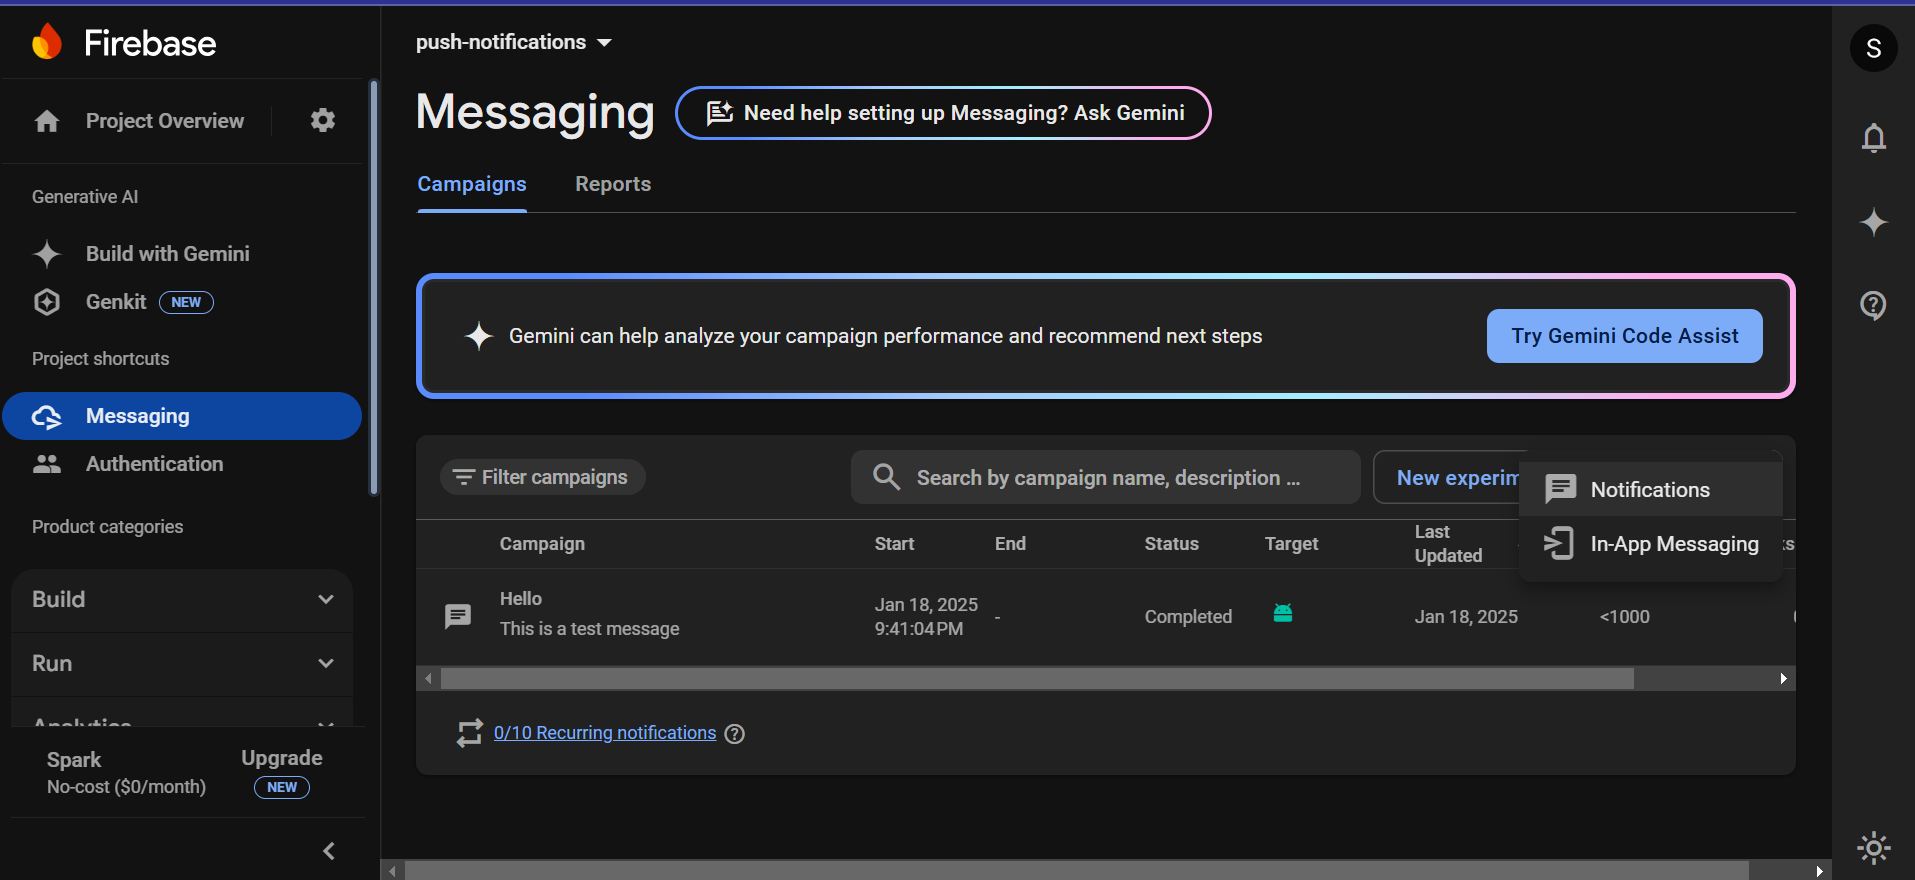 Firebase
push-notifications
S
Messaging
Need help setting up Messaging? Ask Gemini
Project Overview
Campaigns
Reports
Generative AI
Build with Gemini
Genkit
NEW
Gemini can help analyze your campaign performance and recommend next steps
Try Gemini Code Assist
Project shortcuts
Messaging
Authentication
Filter campaigns
Search by campaign name, description ...
New experim
Notifications
In-App Messaging
Product categories
Campaign
Start
End
Status
Target
Last
Updated
ks
Build
Hello
This is a test message
Jan 18, 2025
9:41:04 PM
-
Completed
Jan 18, 2025
<1000
Run
Analytics
0/10 Recurring notifications
Spark
No-cost ($0/month)
Upgrade
NEW